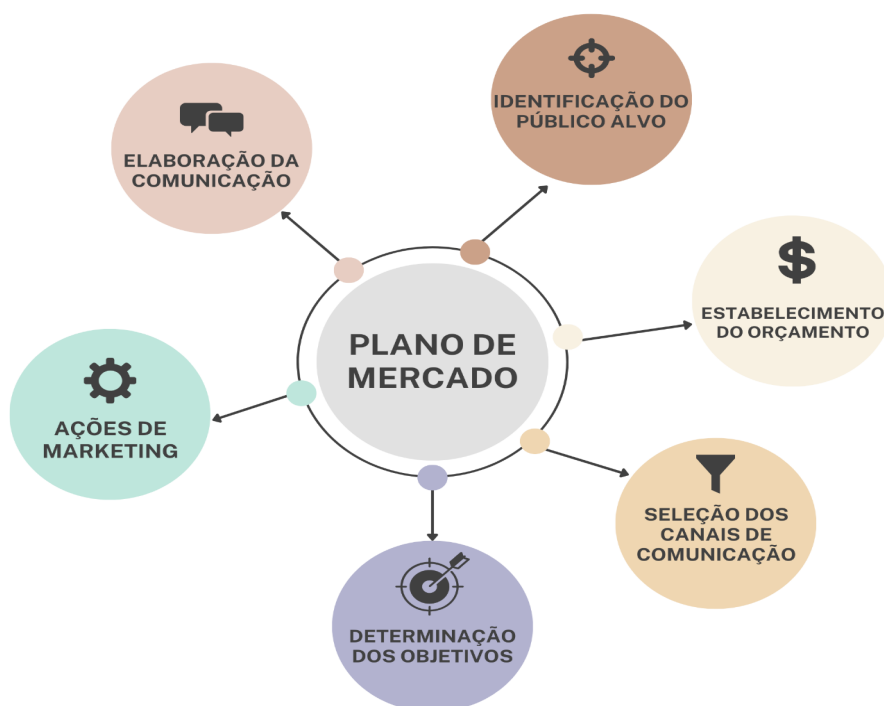 IDENTIFICAÇÃO DO
PÚBLICO ALVO
ELABORAÇÃO DA
COMUNICAÇÃO
$
ESTABELECIMENTO
DO ORÇAMENTO
PLANO DE
MERCADO
AÇÕES DE
MARKETING
SELEÇÃO DOS
CANAIS DE
COMUNICAÇÃO
DETERMINAÇÃO
DOS OBJETIVOS